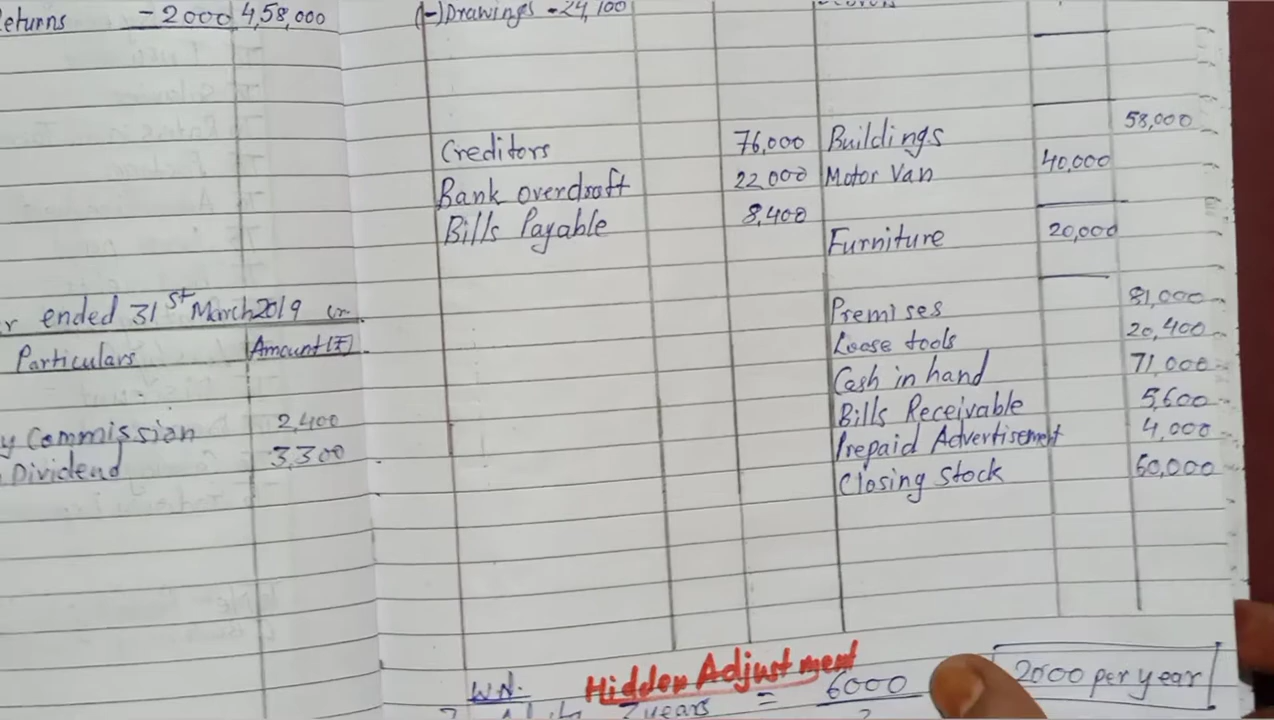 eturns - 2000 4,58,000
(-) Drawings - 24,100
Creditors 76,000
Bank overdraft 22,000
Bills Payable 8,400
Buildings 58,000
Motor Van 40,000
Furniture 20,000
Premises 81,000
Loose tools 20,400
Cash in hand 71,000
Bills Receivable 5,600
Prepaid Advertisement 4,000
Closing Stock 60,000
r ended 31st March 2019 in
Particulars Amount (₹)
y Commission 2,400
Dividend 3,300
W.N. Hidden Adjustment
years = 6000 2000 per year